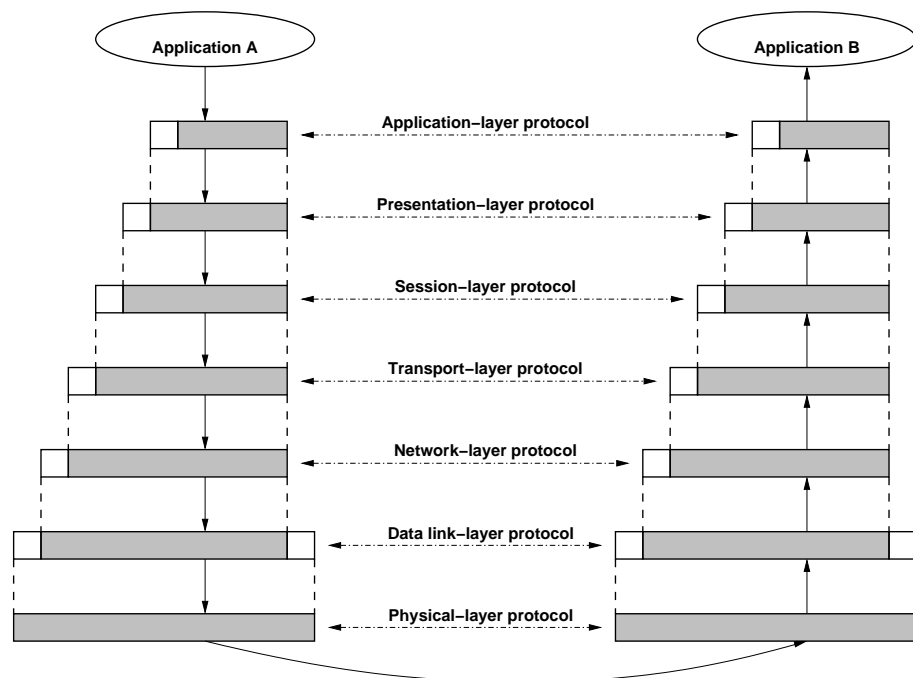 Application A
Application B
Application−layer protocol
Presentation−layer protocol
Session−layer protocol
Transport−layer protocol
Network−layer protocol
Data link−layer protocol
Physical−layer protocol